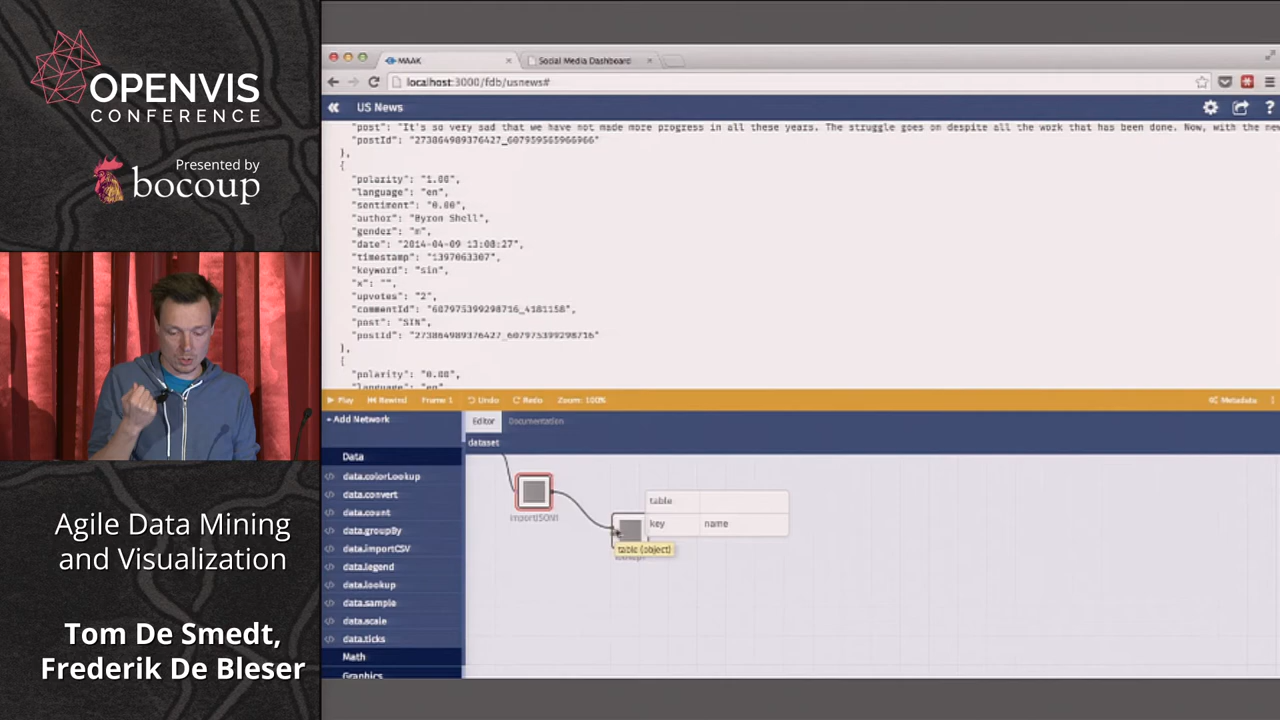 OPENVIS
CONFERENCE
Presented by
bocoup
Agile Data Mining
and Visualization
Tom De Smedt,
Frederik De Bleser
MAAK
Social Media Dashboard
localhost:3000/fdb/usnews#
US News
"post": "It's so very sad that we have not made more progress in all these years. The struggle goes on despite all the work that has been done. Now, with the new
"postId": "273864989376427_607959565966966"
},
{
"polarity": "1.00",
"language": "en",
"sentiment": "0.00",
"author": "Byron Shell",
"gender": "m",
"date": "2014-04-09 13:08:27",
"timestamp": "1397063307",
"keyword": "sin",
"x": "",
"upvotes": "2",
"commentId": "607975399298716_4181158",
"post": "SIN",
"postId": "273864989376427_607975399298716"
},
{
"polarity": "0.00",
"language": "en"
Play
Rewind
Frame 1
Undo
Redo
Zoom: 100%
Metadata
+ Add Network
Editor
Documentation
dataset
Data
</> data.colorLookup
</> data.convert
</> data.count
</> data.groupBy
</> data.importCSV
</> data.legend
</> data.lookup
</> data.sample
</> data.scale
</> data.ticks
Math
Graphics
importJSON1
table
key name
table (object)